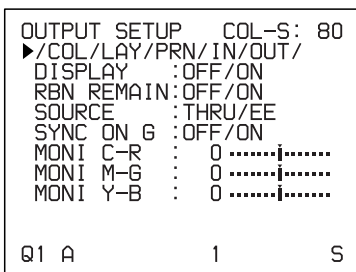 OUTPUT SETUP COL-S: 80
▶/COL/LAY/PRN/IN/OUT/
DISPLAY :OFF/ON
RBN REMAIN:OFF/ON
SOURCE :THRU/EE
SYNC ON G :OFF/ON
MONI C-R : 0
MONI M-G : 0
MONI Y-B : 0
Q1 A 1 S